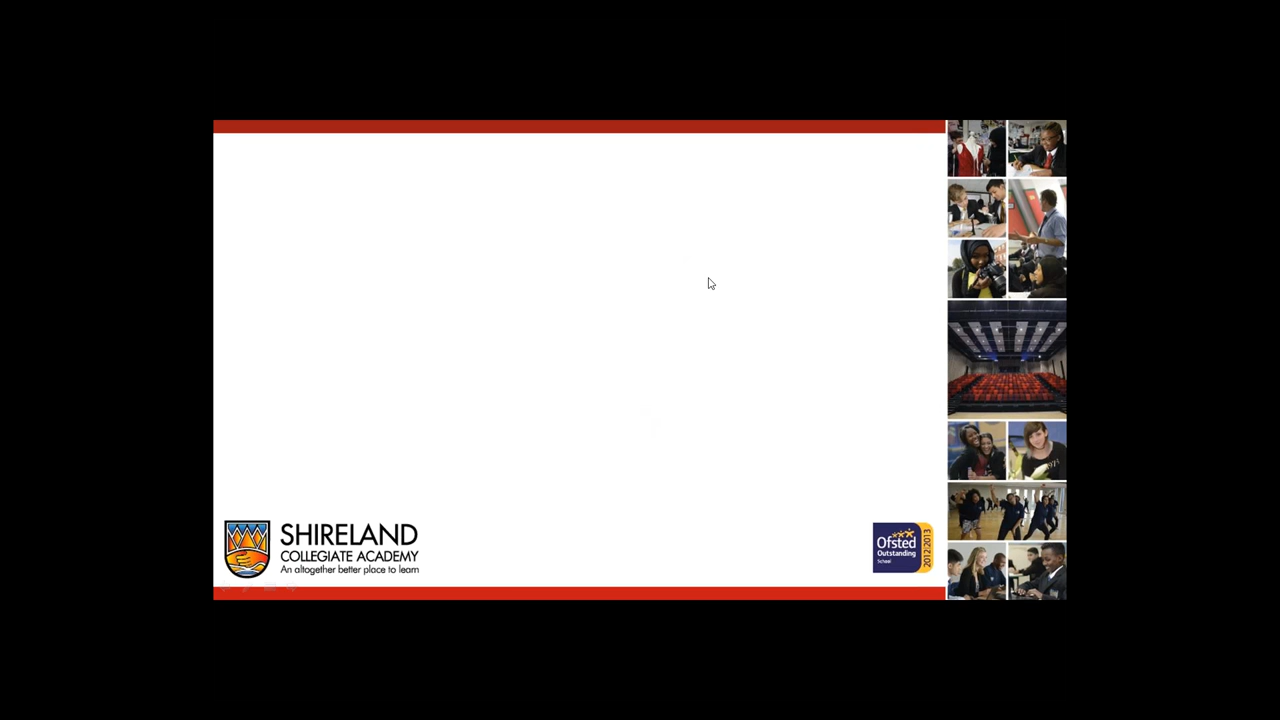 SHIRELAND
COLLEGIATE ACADEMY
An altogether better place to learn
Ofsted
Outstanding
School
2012|2013